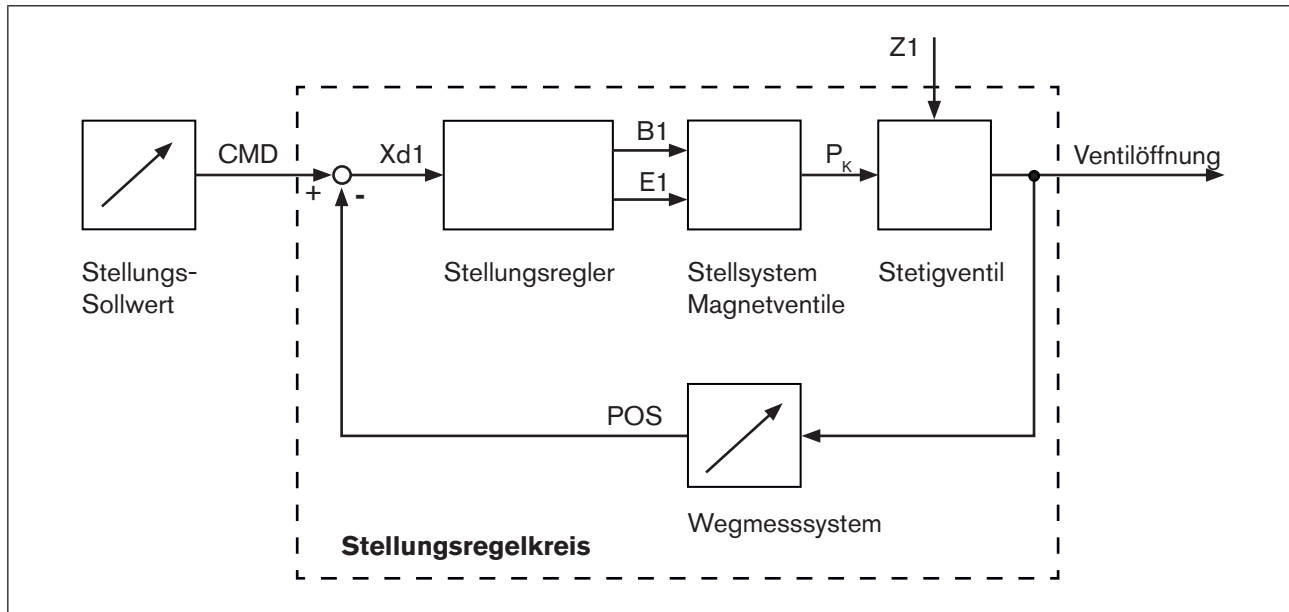 Z1
CMD
+
-
Xd1
B1
E1
P_K
Ventilöffnung
Stellungs-
Sollwert
Stellungsregler
Stellsystem
Magnetventile
Stetigventil
POS
Wegmesssystem
Stellungsregelkreis